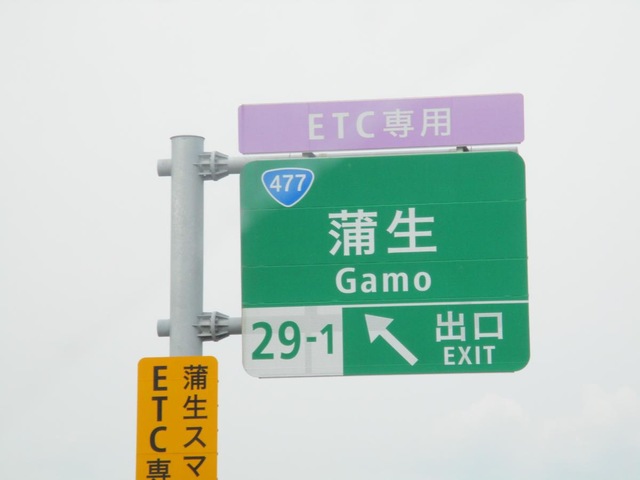 ETC専用
477
蒲生
Gamo
29-1
出口
EXIT
蒲生スマ
ETC専